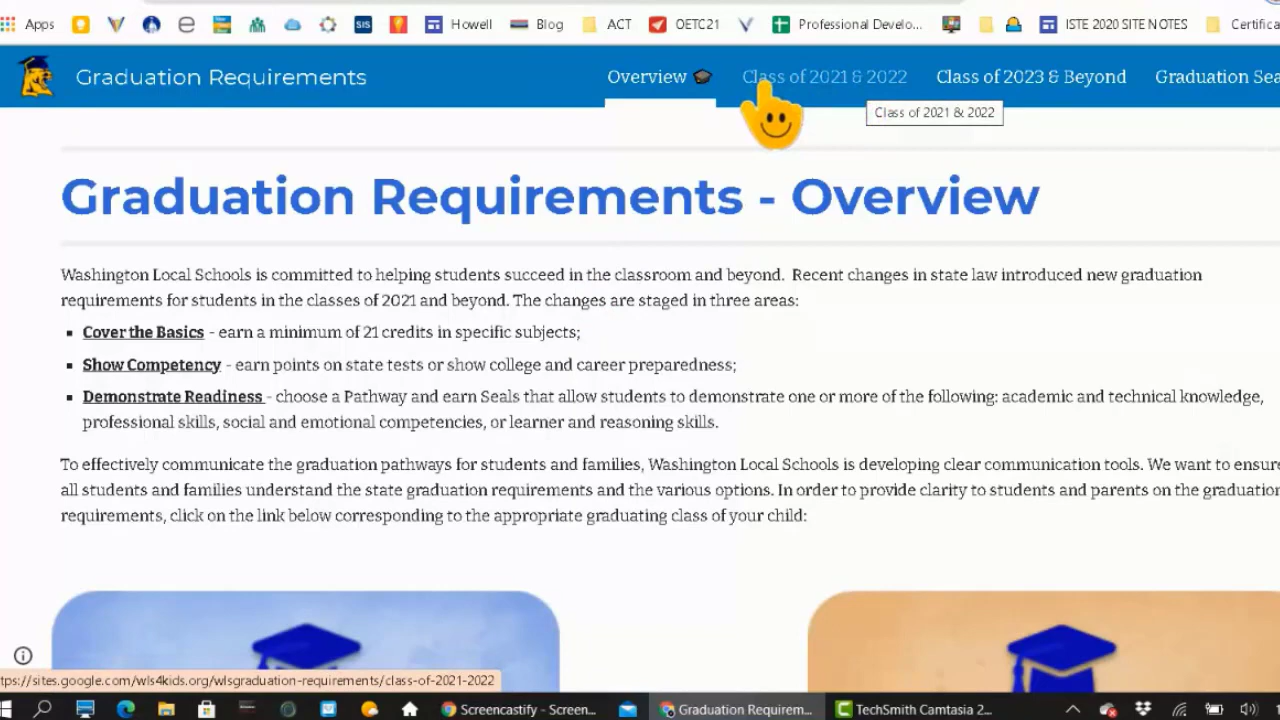 Apps SIS Howell Blog ACT OETC21 Professional Develo... ISTE 2020 SITE NOTES Certifica
Graduation Requirements Overview Class of 2021 & 2022 Class of 2023 & Beyond Graduation Sea
Class of 2021 & 2022
Graduation Requirements - Overview
Washington Local Schools is committed to helping students succeed in the classroom and beyond. Recent changes in state law introduced new graduation
requirements for students in the classes of 2021 and beyond. The changes are staged in three areas:
▪ Cover the Basics - earn a minimum of 21 credits in specific subjects;
▪ Show Competency - earn points on state tests or show college and career preparedness;
▪ Demonstrate Readiness - choose a Pathway and earn Seals that allow students to demonstrate one or more of the following: academic and technical knowledge,
professional skills, social and emotional competencies, or learner and reasoning skills.
To effectively communicate the graduation pathways for students and families, Washington Local Schools is developing clear communication tools. We want to ensure
all students and families understand the state graduation requirements and the various options. In order to provide clarity to students and parents on the graduation
requirements, click on the link below corresponding to the appropriate graduating class of your child:
ttps://sites.google.com/wls4kids.org/wlsgraduation-requirements/class-of-2021-2022
Screencastify - Screen... Graduation Requirem... TechSmith Camtasia 2...